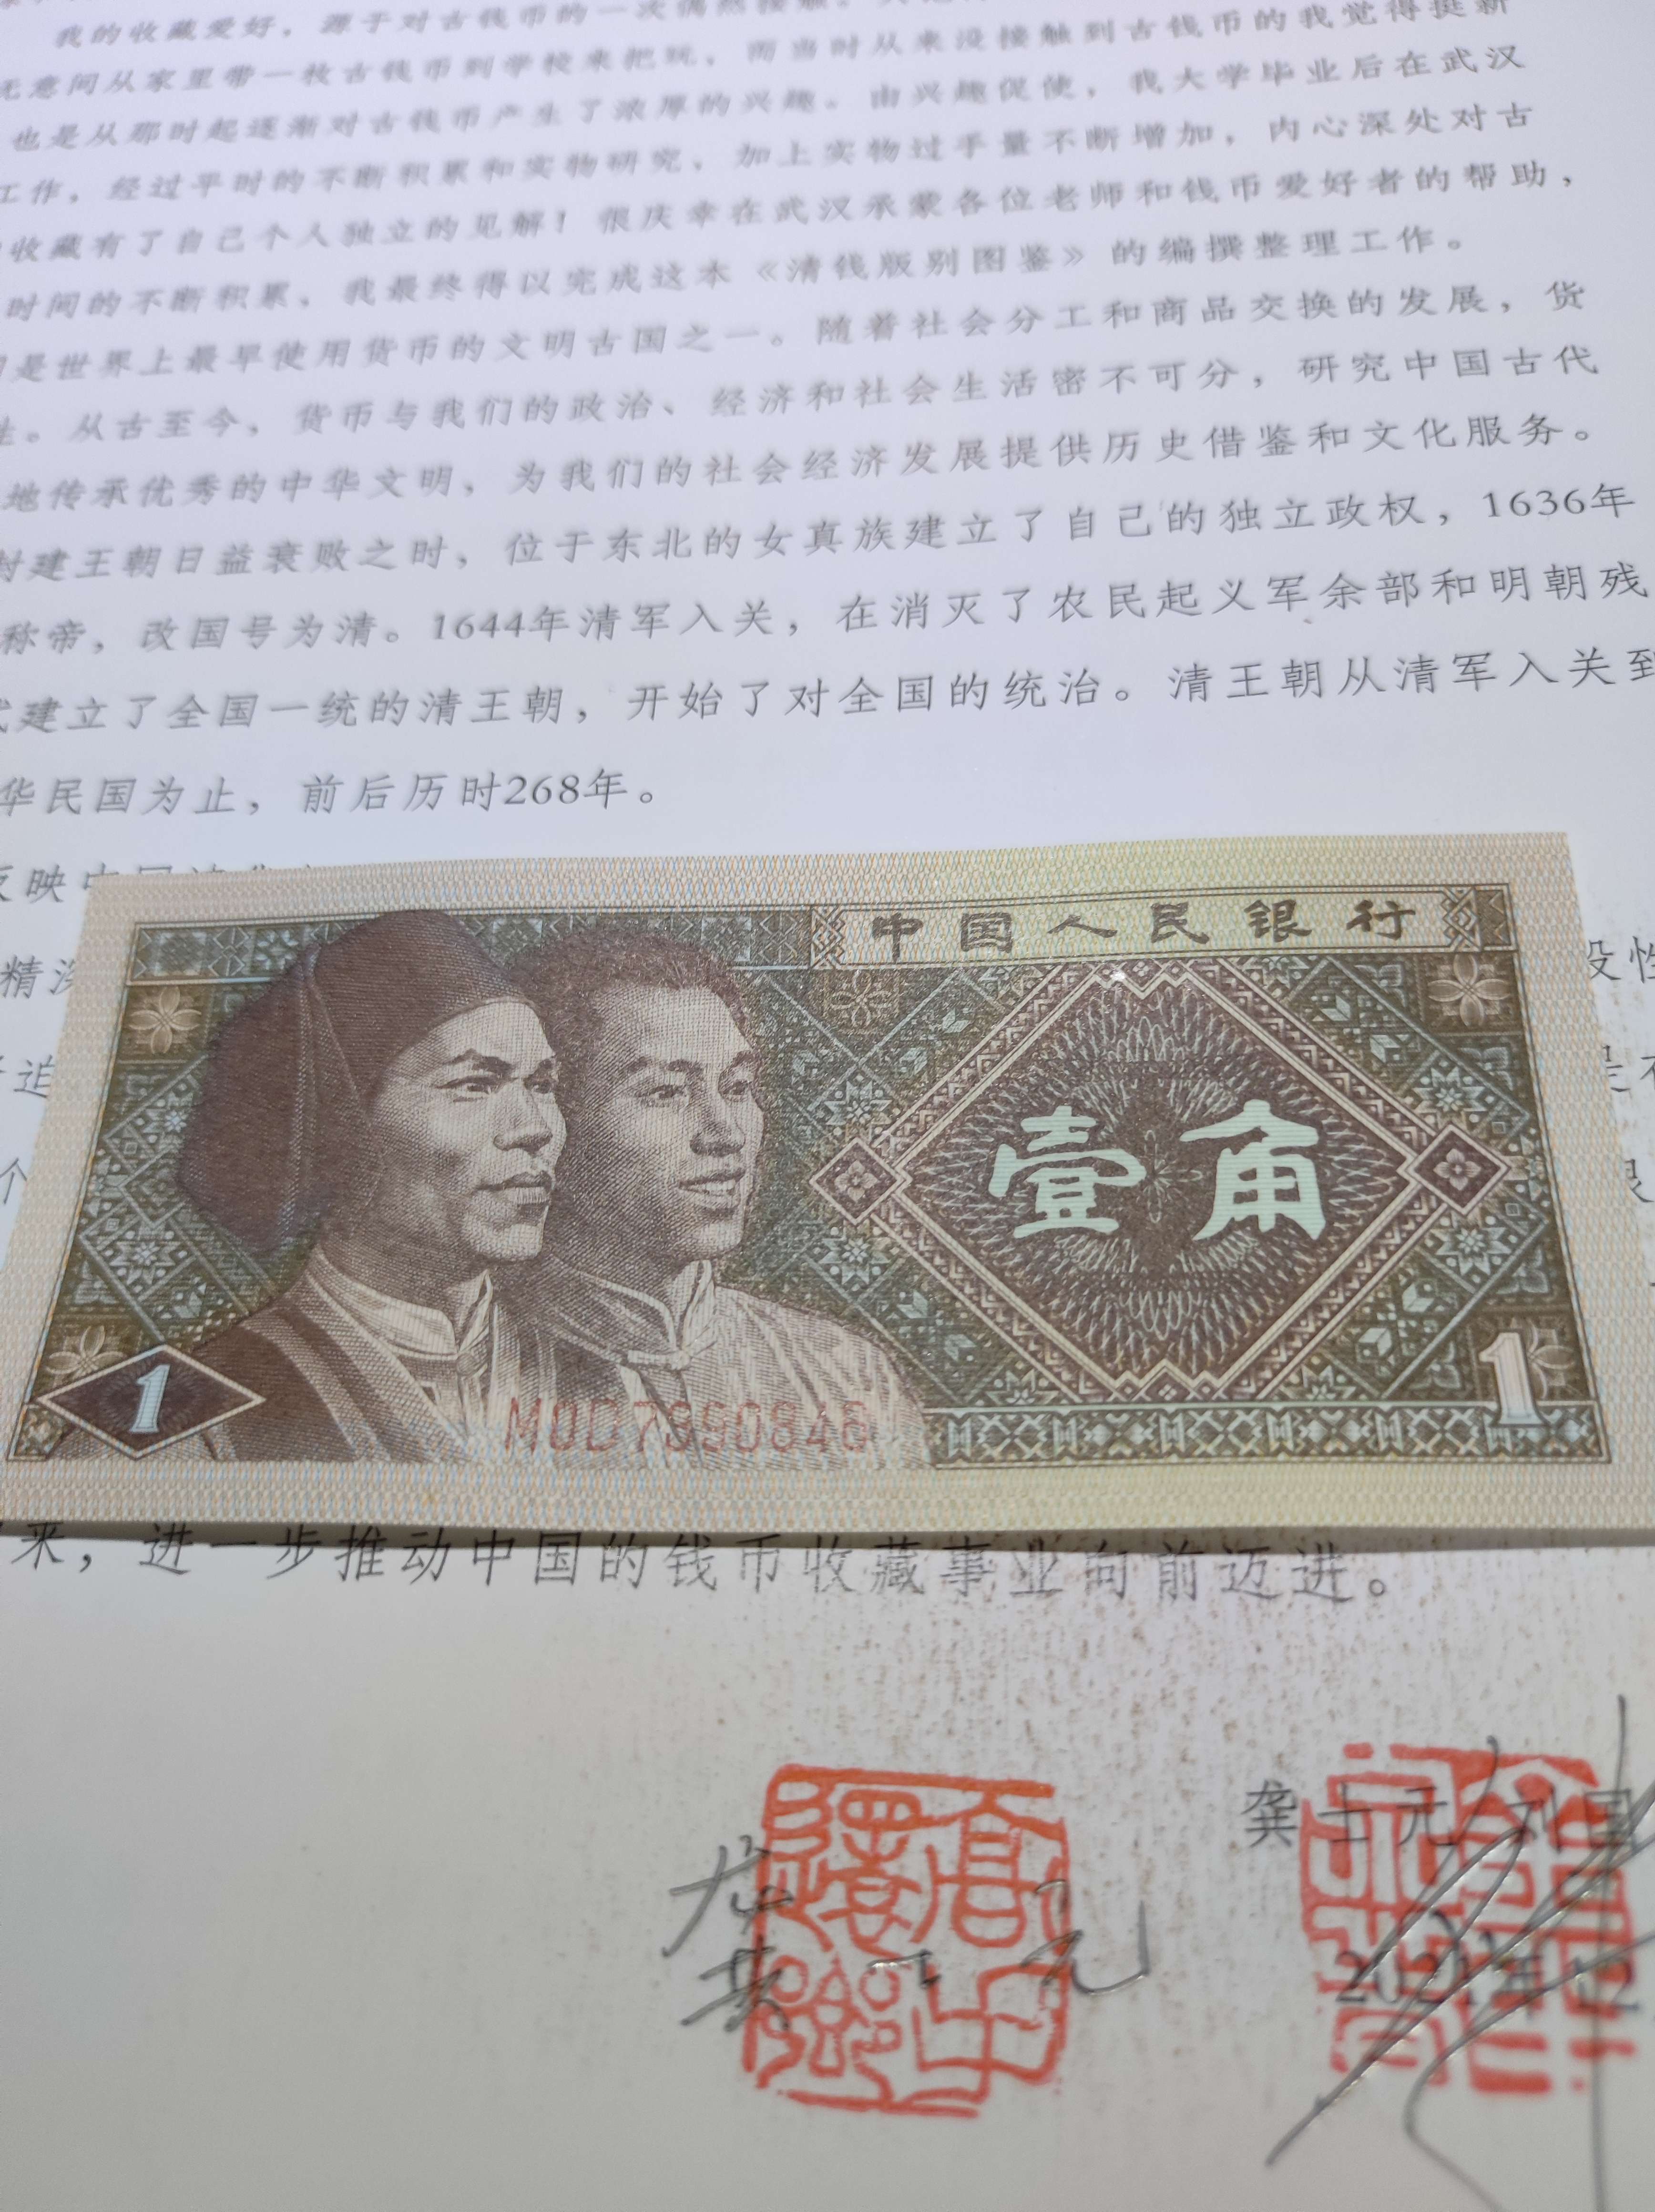 我的收藏爱好，源于对古钱币的一次偶然接触。
无意间从家里带一枚古钱币到学校来把玩，而当时从来没接触到古钱币的我觉得挺新
也是从那时起逐渐对古钱币产生了浓厚的兴趣。由兴趣促使，我大学毕业后在武汉
工作，经过平时的不断积累和实物研究，加上实物过手量不断增加，内心深处对古
收藏有了自己个人独立的见解！很庆幸在武汉承蒙各位老师和钱币爱好者的帮助，
时间的不断积累，我最终得以完成这本《清钱版别图鉴》的编撰整理工作。
是世界上最早使用货币的文明古国之一。随着社会分工和商品交换的发展，货
。从古至今，货币与我们的政治、经济和社会生活密不可分，研究中国古代
地传承优秀的中华文明，为我们的社会经济发展提供历史借鉴和文化服务。
封建王朝日益衰败之时，位于东北的女真族建立了自己的独立政权，1636年
称帝，改国号为清。1644年清军入关，在消灭了农民起义军余部和明朝残
建立了全国一统的清王朝，开始了对全国的统治。清王朝从清军入关到
华民国为止，前后历时268年。
反映中国
精
中国人民银行
壹角
1
1
M0D7390846
来，进一步推动中国的钱币收藏事业向前迈进。
龚士元 刘国
龚士元
2021年12